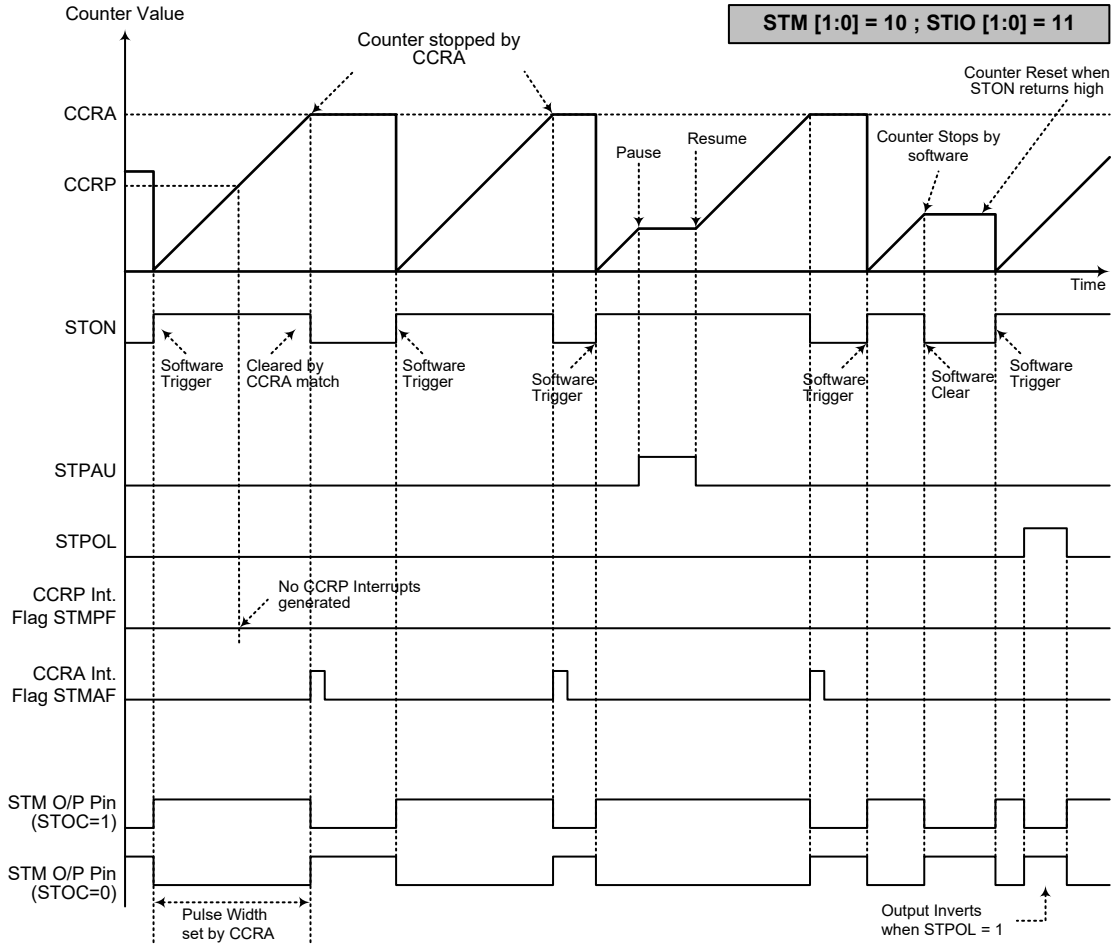 Counter Value
STM [1:0] = 10 ; STIO [1:0] = 11
Counter stopped by
CCRA
Counter Reset when
STON returns high
CCRA
Pause
Resume
Counter Stops by
software
CCRP
Time
STON
Software
Trigger
Cleared by
CCRA match
Software
Trigger
Software
Trigger
Software
Trigger
Software
Clear
Software
Trigger
STPAU
STPOL
CCRP Int.
Flag STMPF
No CCRP Interrupts
generated
CCRA Int.
Flag STMAF
STM O/P Pin
(STOC=1)
STM O/P Pin
(STOC=0)
Pulse Width
set by CCRA
Output Inverts
when STPOL = 1